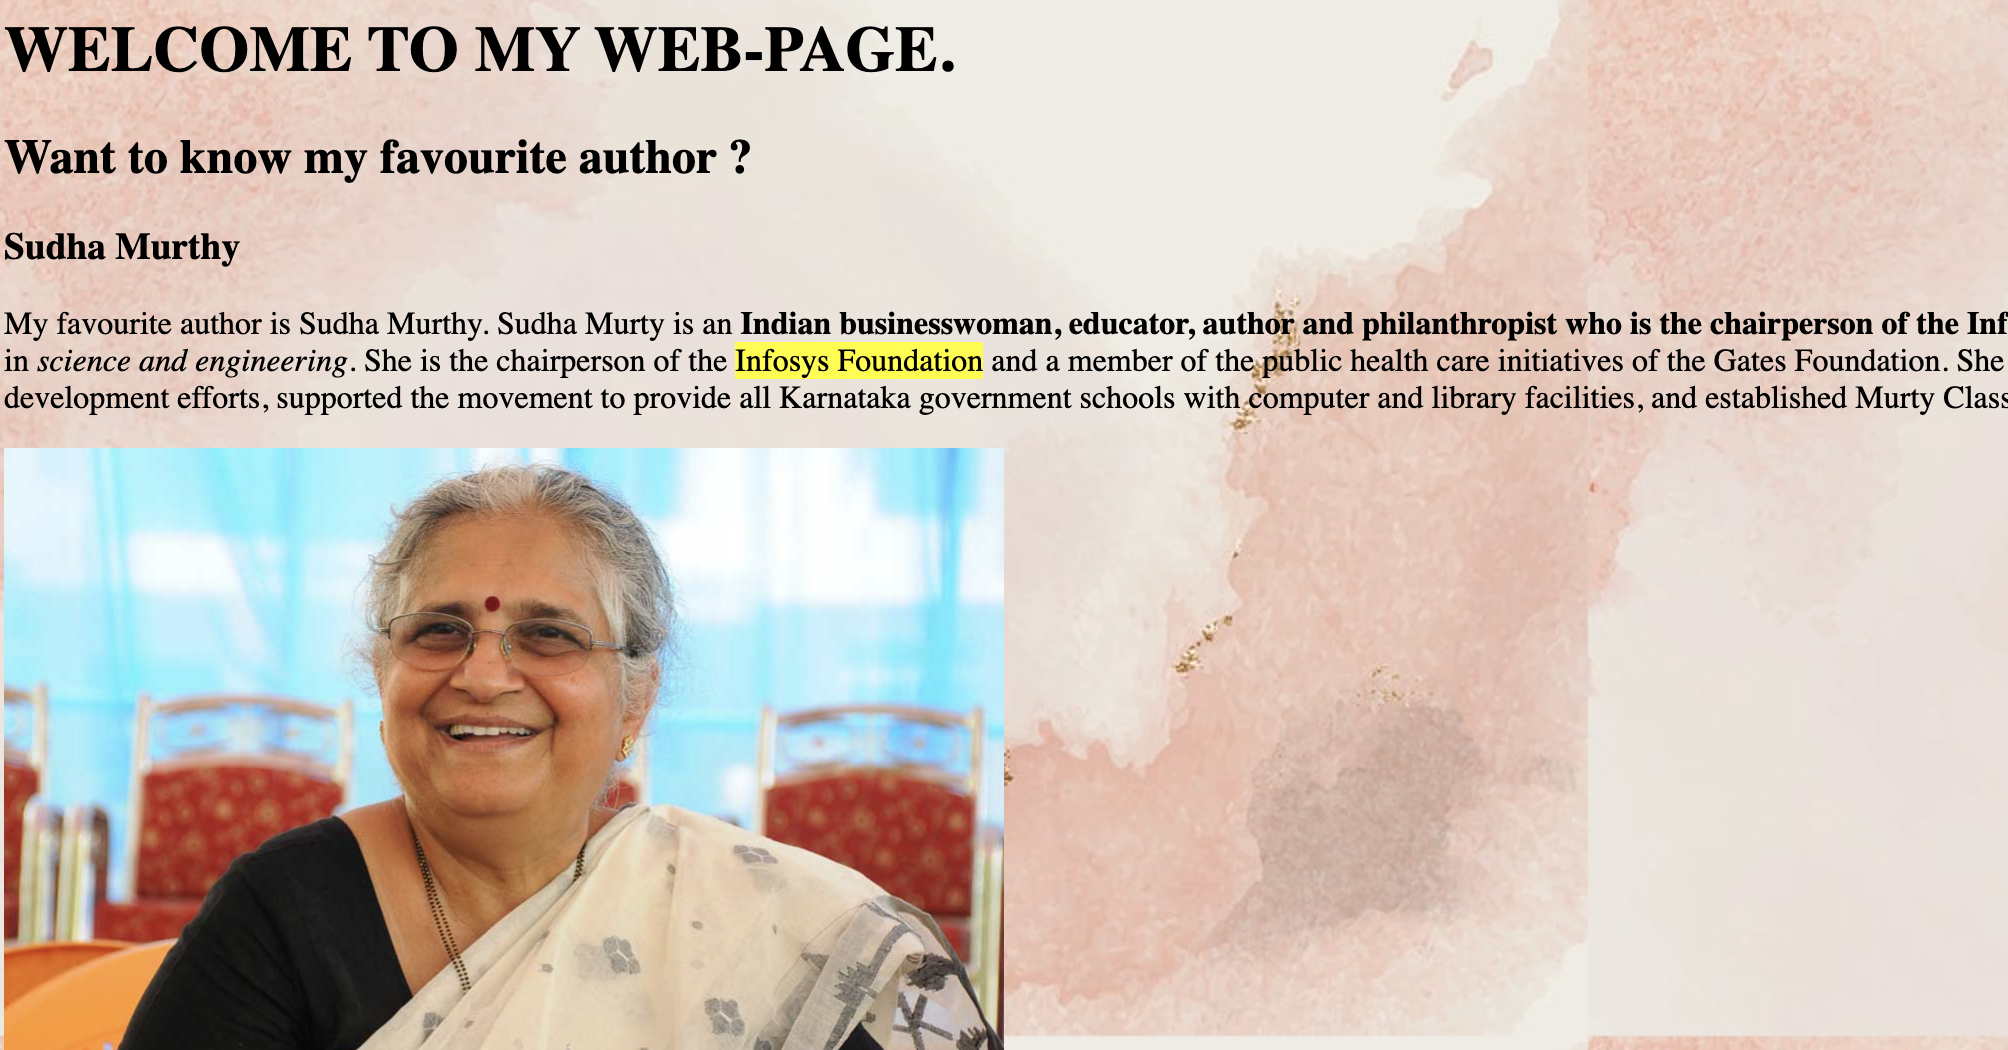 WELCOME TO MY WEB-PAGE.
Want to know my favourite author ?
Sudha Murthy
My favourite author is Sudha Murthy. Sudha Murty is an Indian businesswoman, educator, author and philanthropist who is the chairperson of the Inf
in science and engineering. She is the chairperson of the Infosys Foundation and a member of the public health care initiatives of the Gates Foundation. She
development efforts, supported the movement to provide all Karnataka government schools with computer and library facilities, and established Murty Class